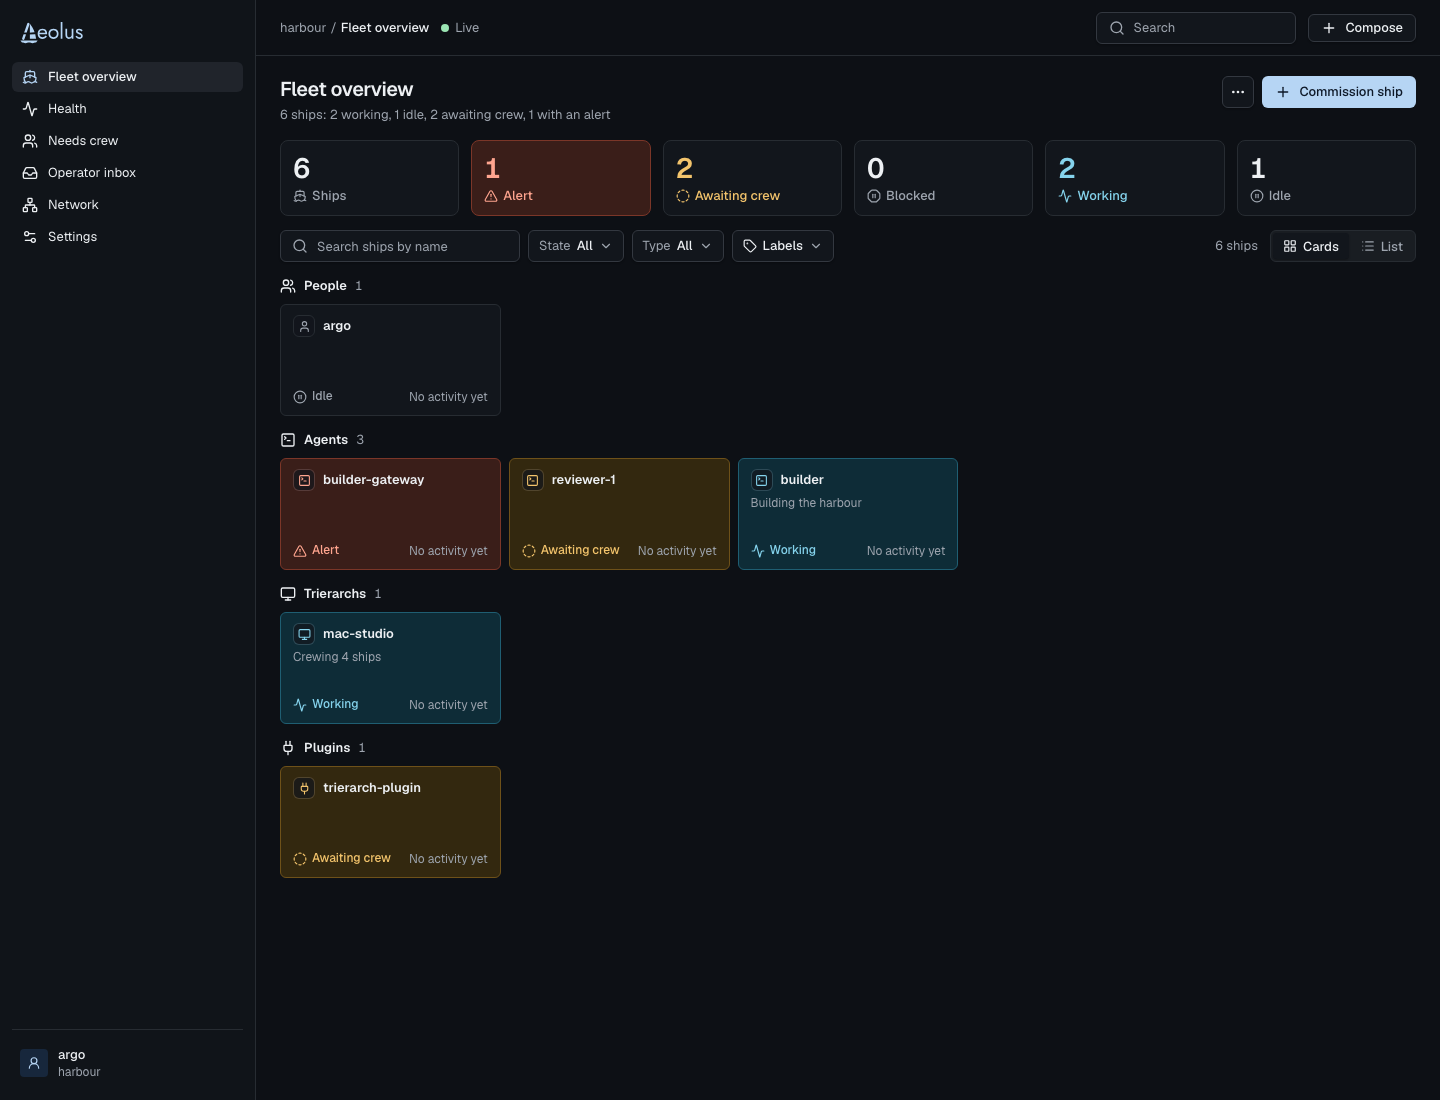 Aeolus
Fleet overview
Health
Needs crew
Operator inbox
Network
Settings
argo
harbour
harbour / Fleet overview Live
Search
Compose
Fleet overview
6 ships: 2 working, 1 idle, 2 awaiting crew, 1 with an alert
Commission ship
6
Ships
1
Alert
2
Awaiting crew
0
Blocked
2
Working
1
Idle
Search ships by name
State All
Type All
Labels
6 ships
Cards
List
People 1
argo
Idle No activity yet
Agents 3
builder-gateway
Alert No activity yet
reviewer-1
Awaiting crew No activity yet
builder
Building the harbour
Working No activity yet
Trierarchs 1
mac-studio
Crewing 4 ships
Working No activity yet
Plugins 1
trierarch-plugin
Awaiting crew No activity yet